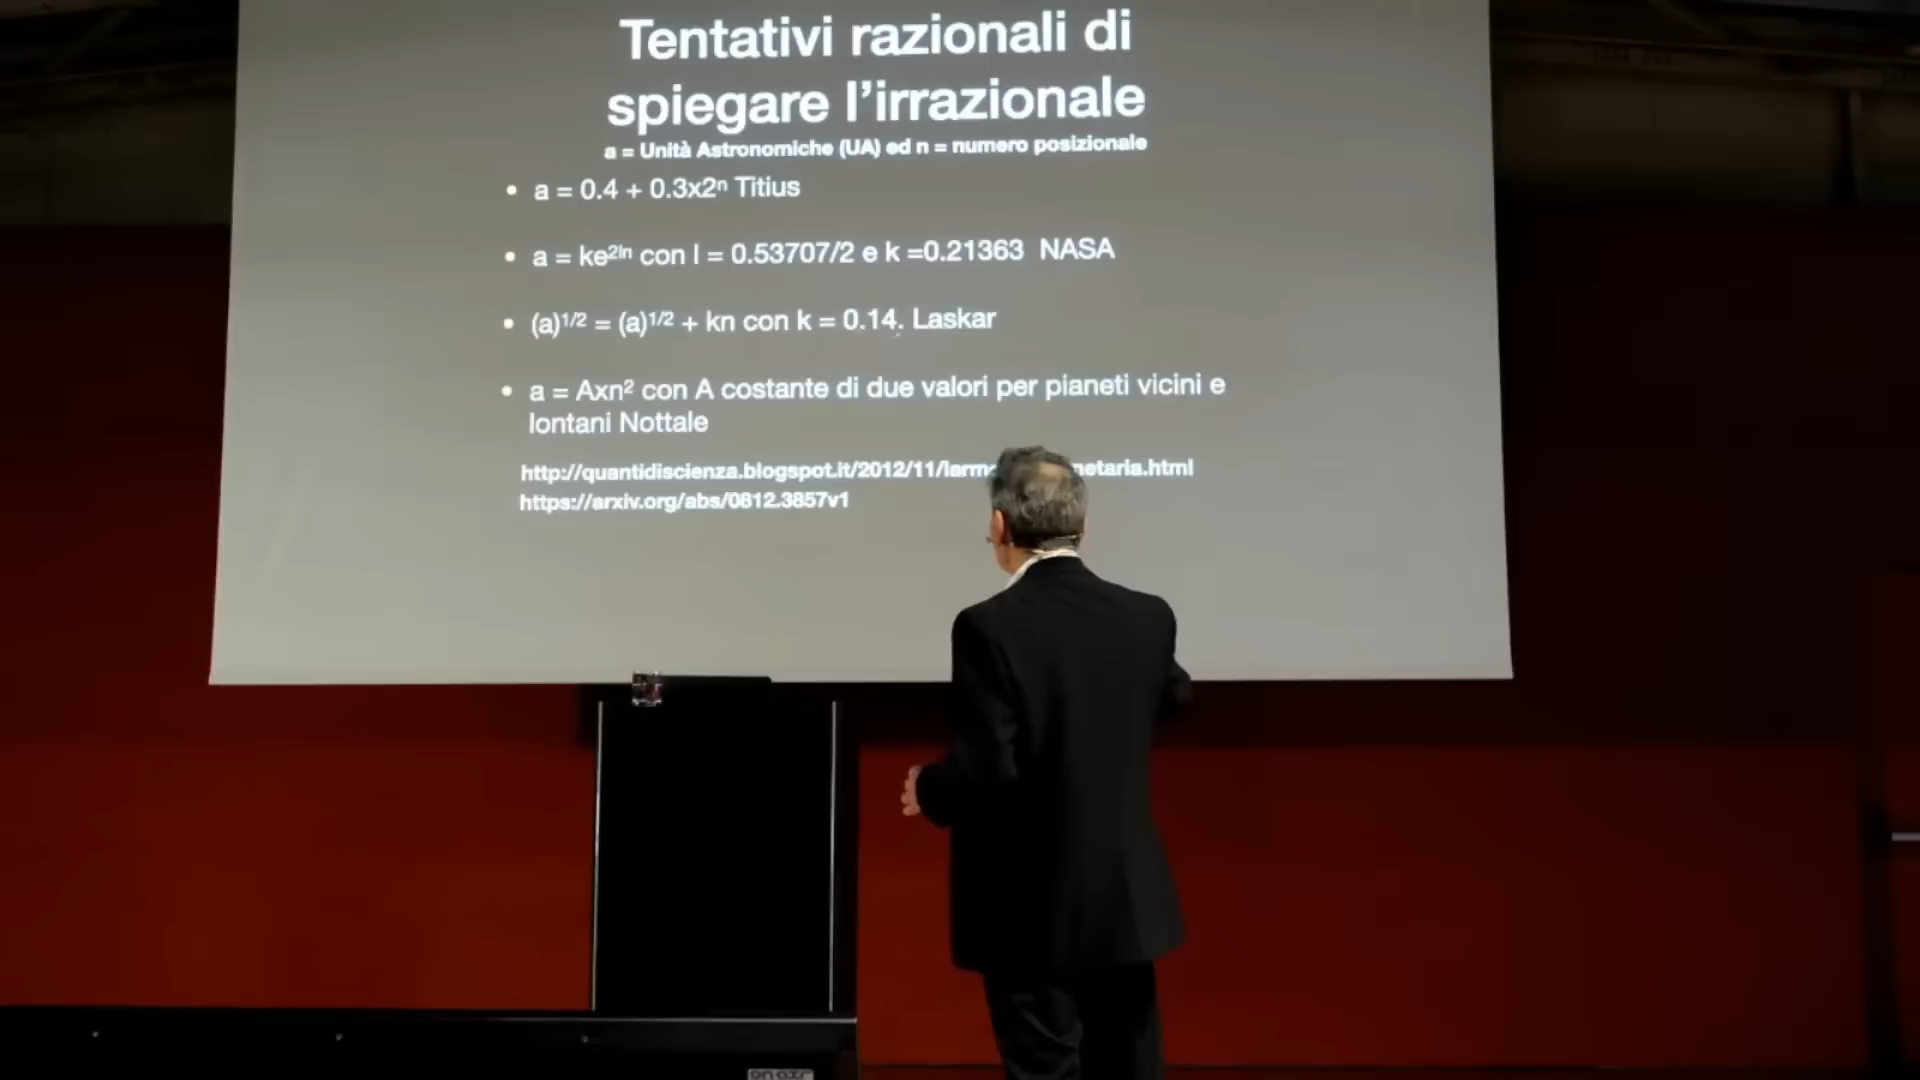 Tentativi razionali di
spiegare l'irrazionale
a = Unità Astronomiche (UA) ed n = numero posizionale
• a = 0.4 + 0.3x2ⁿ Titius
• a = ke²ˡⁿ con l = 0.53707/2 e k =0.21363 NASA
• (a)¹/² = (a)¹/² + kn con k = 0.14. Laskar
• a = Axn² con A costante di due valori per pianeti vicini e
lontani Nottale
http://quantidiscienza.blogspot.it/2012/11/larmo netaria.html
https://arxiv.org/abs/0812.3857v1